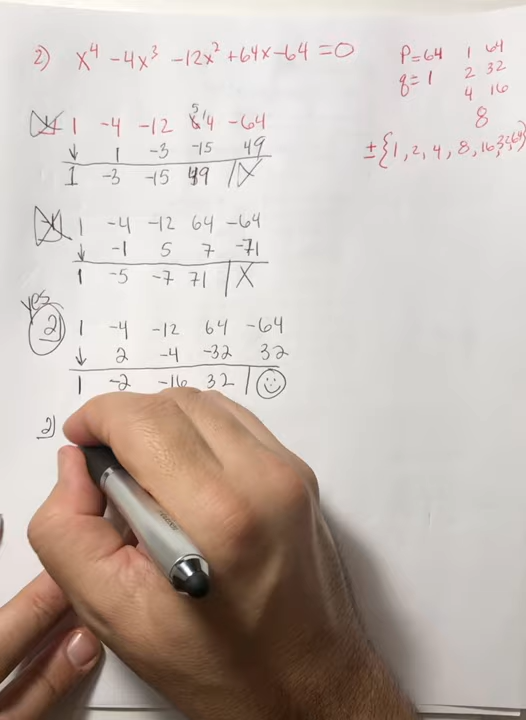 2) x⁴ -4x³ -12x² +64x-64 =0
P=64 1 64
q=1 2 32
4 16
8
±{1, 2, 4, 8, 16, 32, 64}
1 -4 -12 64 -64
↓ 1 -3 -15 49
1 -3 -15 49 X
-1 1 -4 -12 64 -64
↓ -1 5 7 -71
1 -5 -7 71 X
yes
2 1 -4 -12 64 -64
↓ 2 -4 -32 32
1 -2 -16 32
2